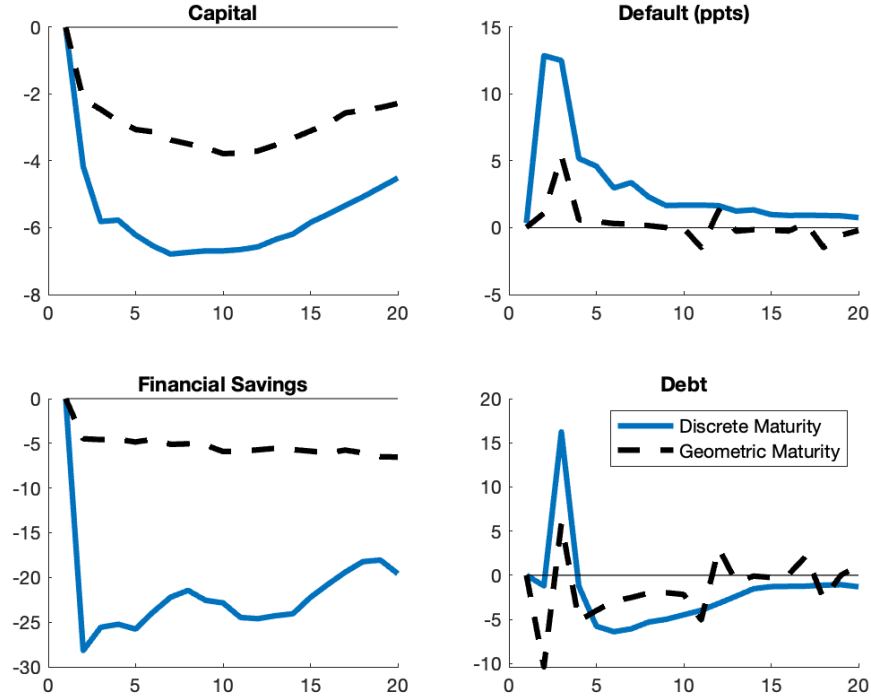 Capital
0
-2
-4
-6
-8
0 5 10 15 20
Default (ppts)
15
10
5
0
-5
0 5 10 15 20
Financial Savings
0
-5
-10
-15
-20
-25
-30
0 5 10 15 20
Debt
20
15
10
5
0
-5
-10
0 5 10 15 20
Discrete Maturity
Geometric Maturity